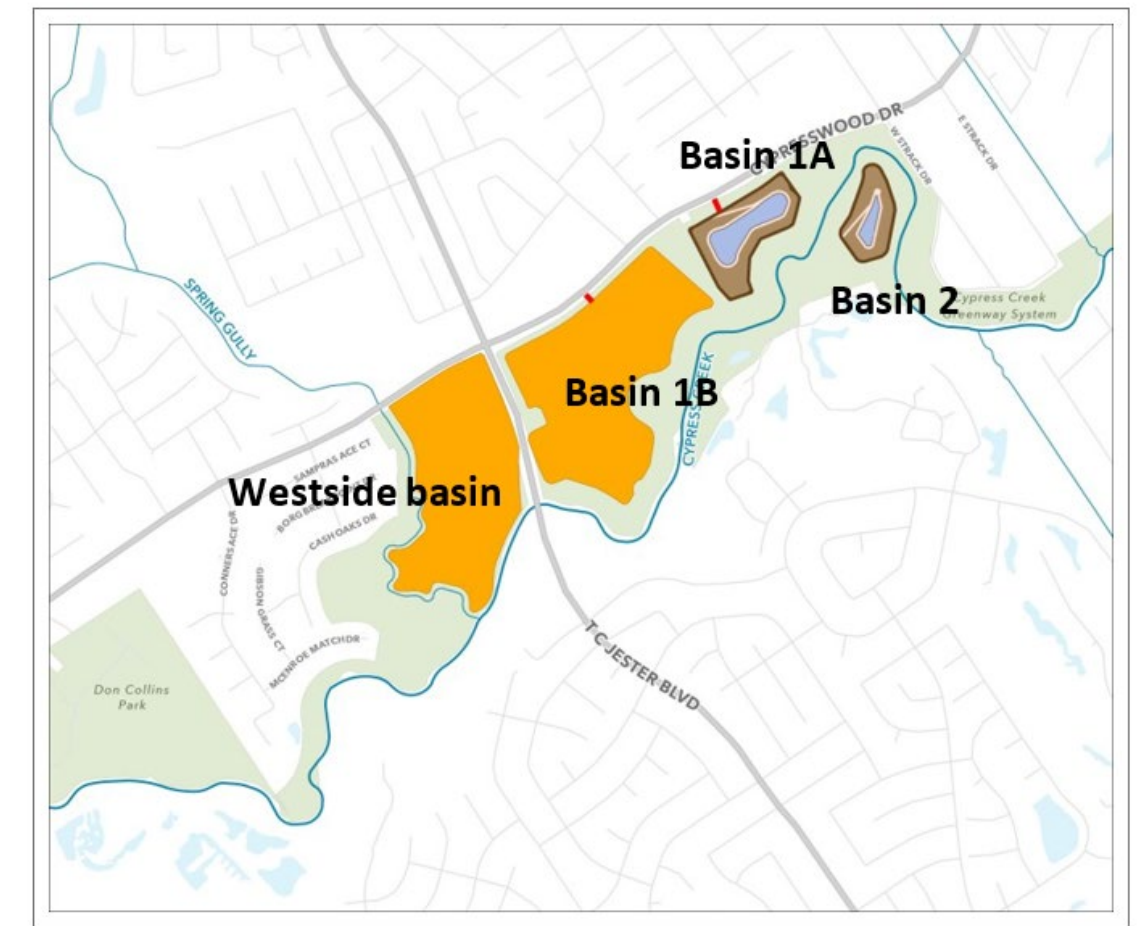 CYPRESSWOOD DR
Basin 1A
W STRACK DR
E STRACK DR
SPRING GULLY
Basin 2
Cypress Creek
Greenway System
Basin 1B
CYPRESS CREEK
SAMPRAS ACE CT
Westside basin
CASH OAKS DR
CONNERS ACE DR
GIBSON
GRASS CT
MCENROE MATCH DR
T C JESTER BLVD
Don Collins
Park